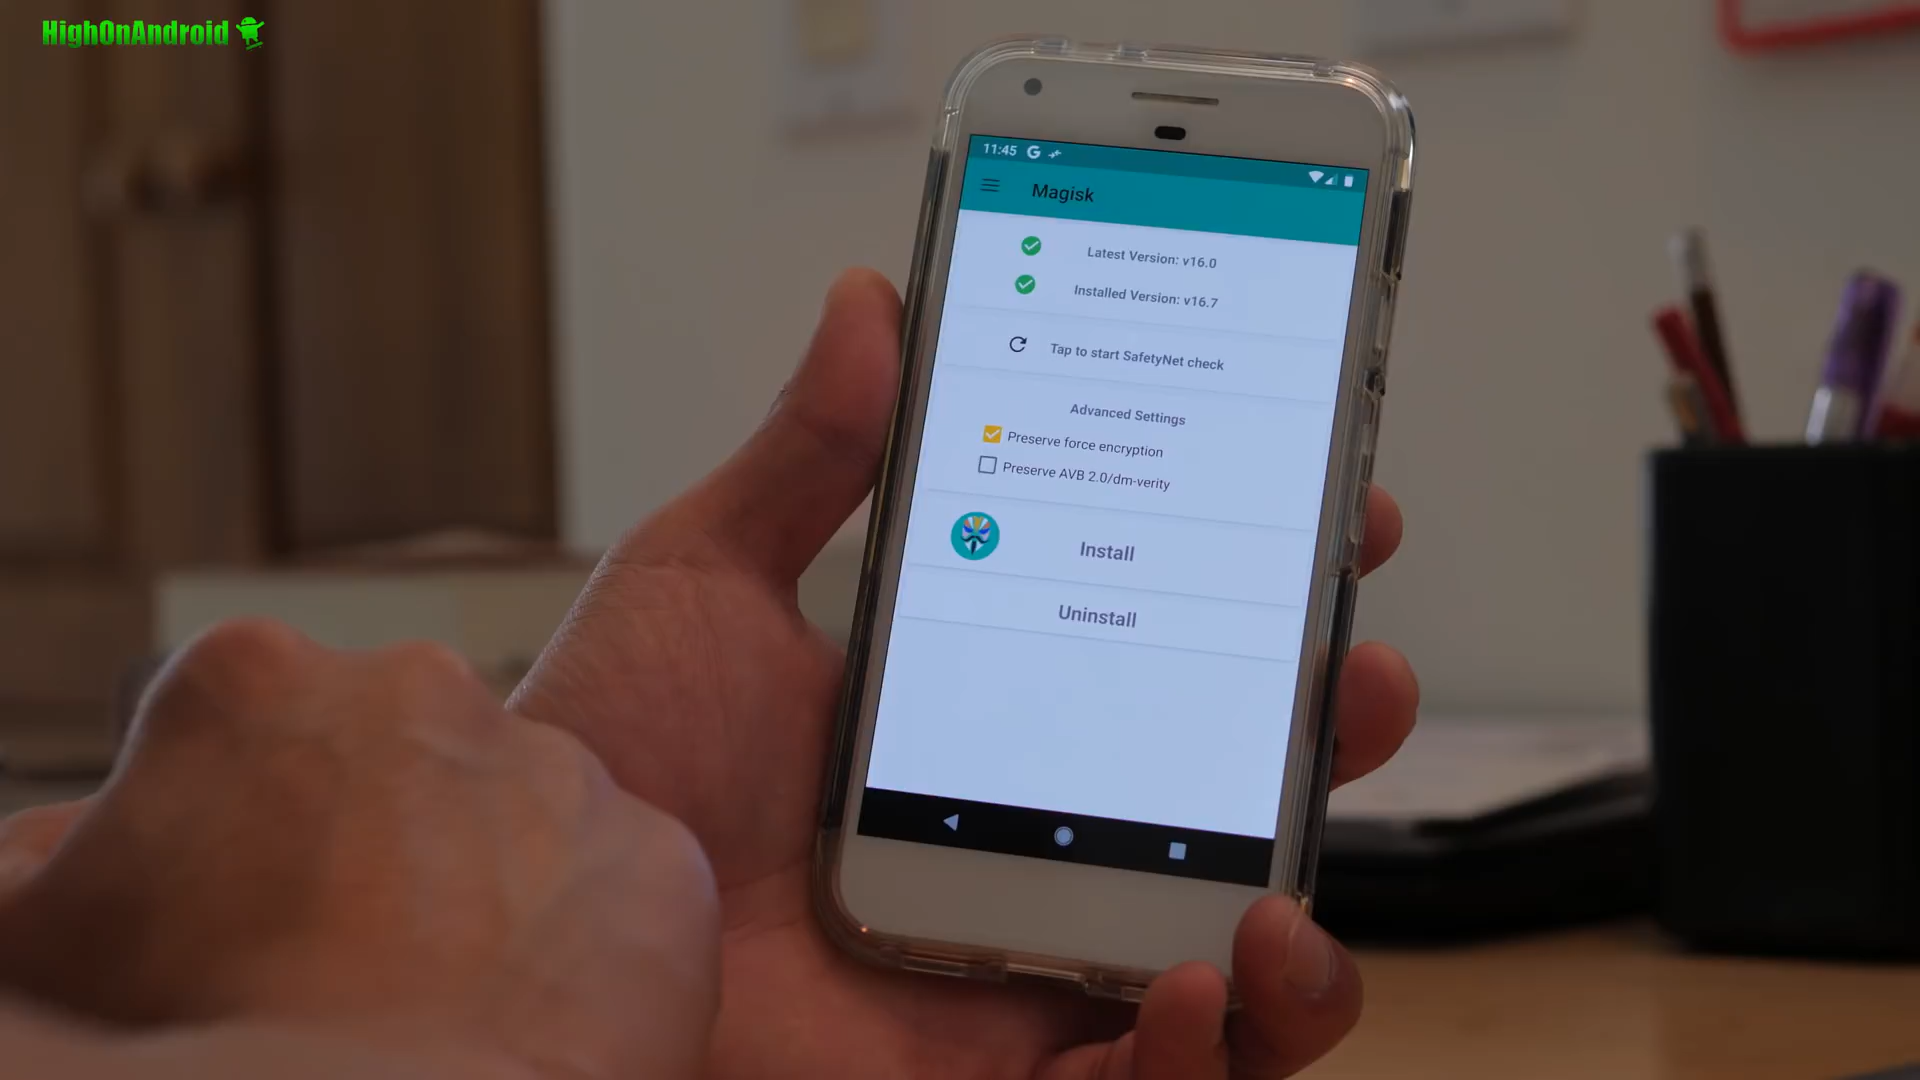 HighOnAndroid
11:45
Magisk
Latest Version: v16.0
Installed Version: v16.7
Tap to start SafetyNet check
Advanced Settings
Preserve force encryption
Preserve AVB 2.0/dm-verity
Install
Uninstall